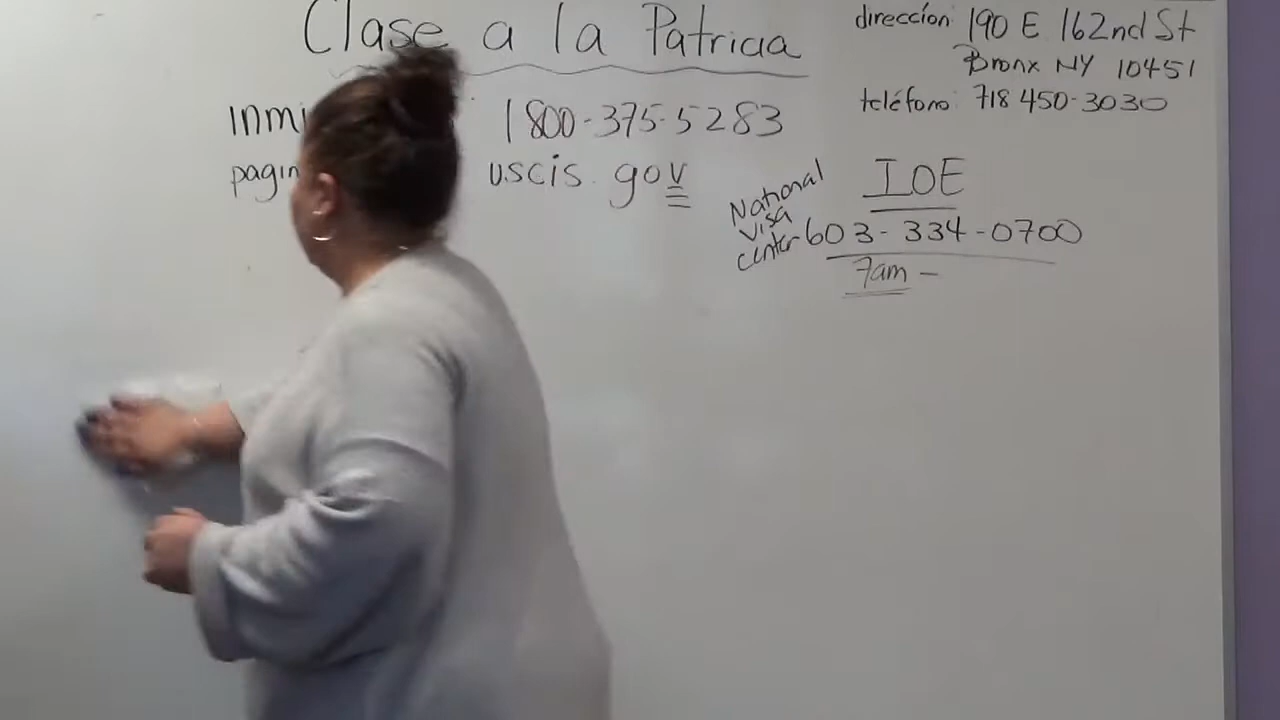 Clase a la Patricia
dirección: 190 E 162nd St
Bronx NY 10451
teléfono: 718 450-3030
1800-375-5283
uscis.gov
IOE
National
Visa
Center 603-334-0700
7am -